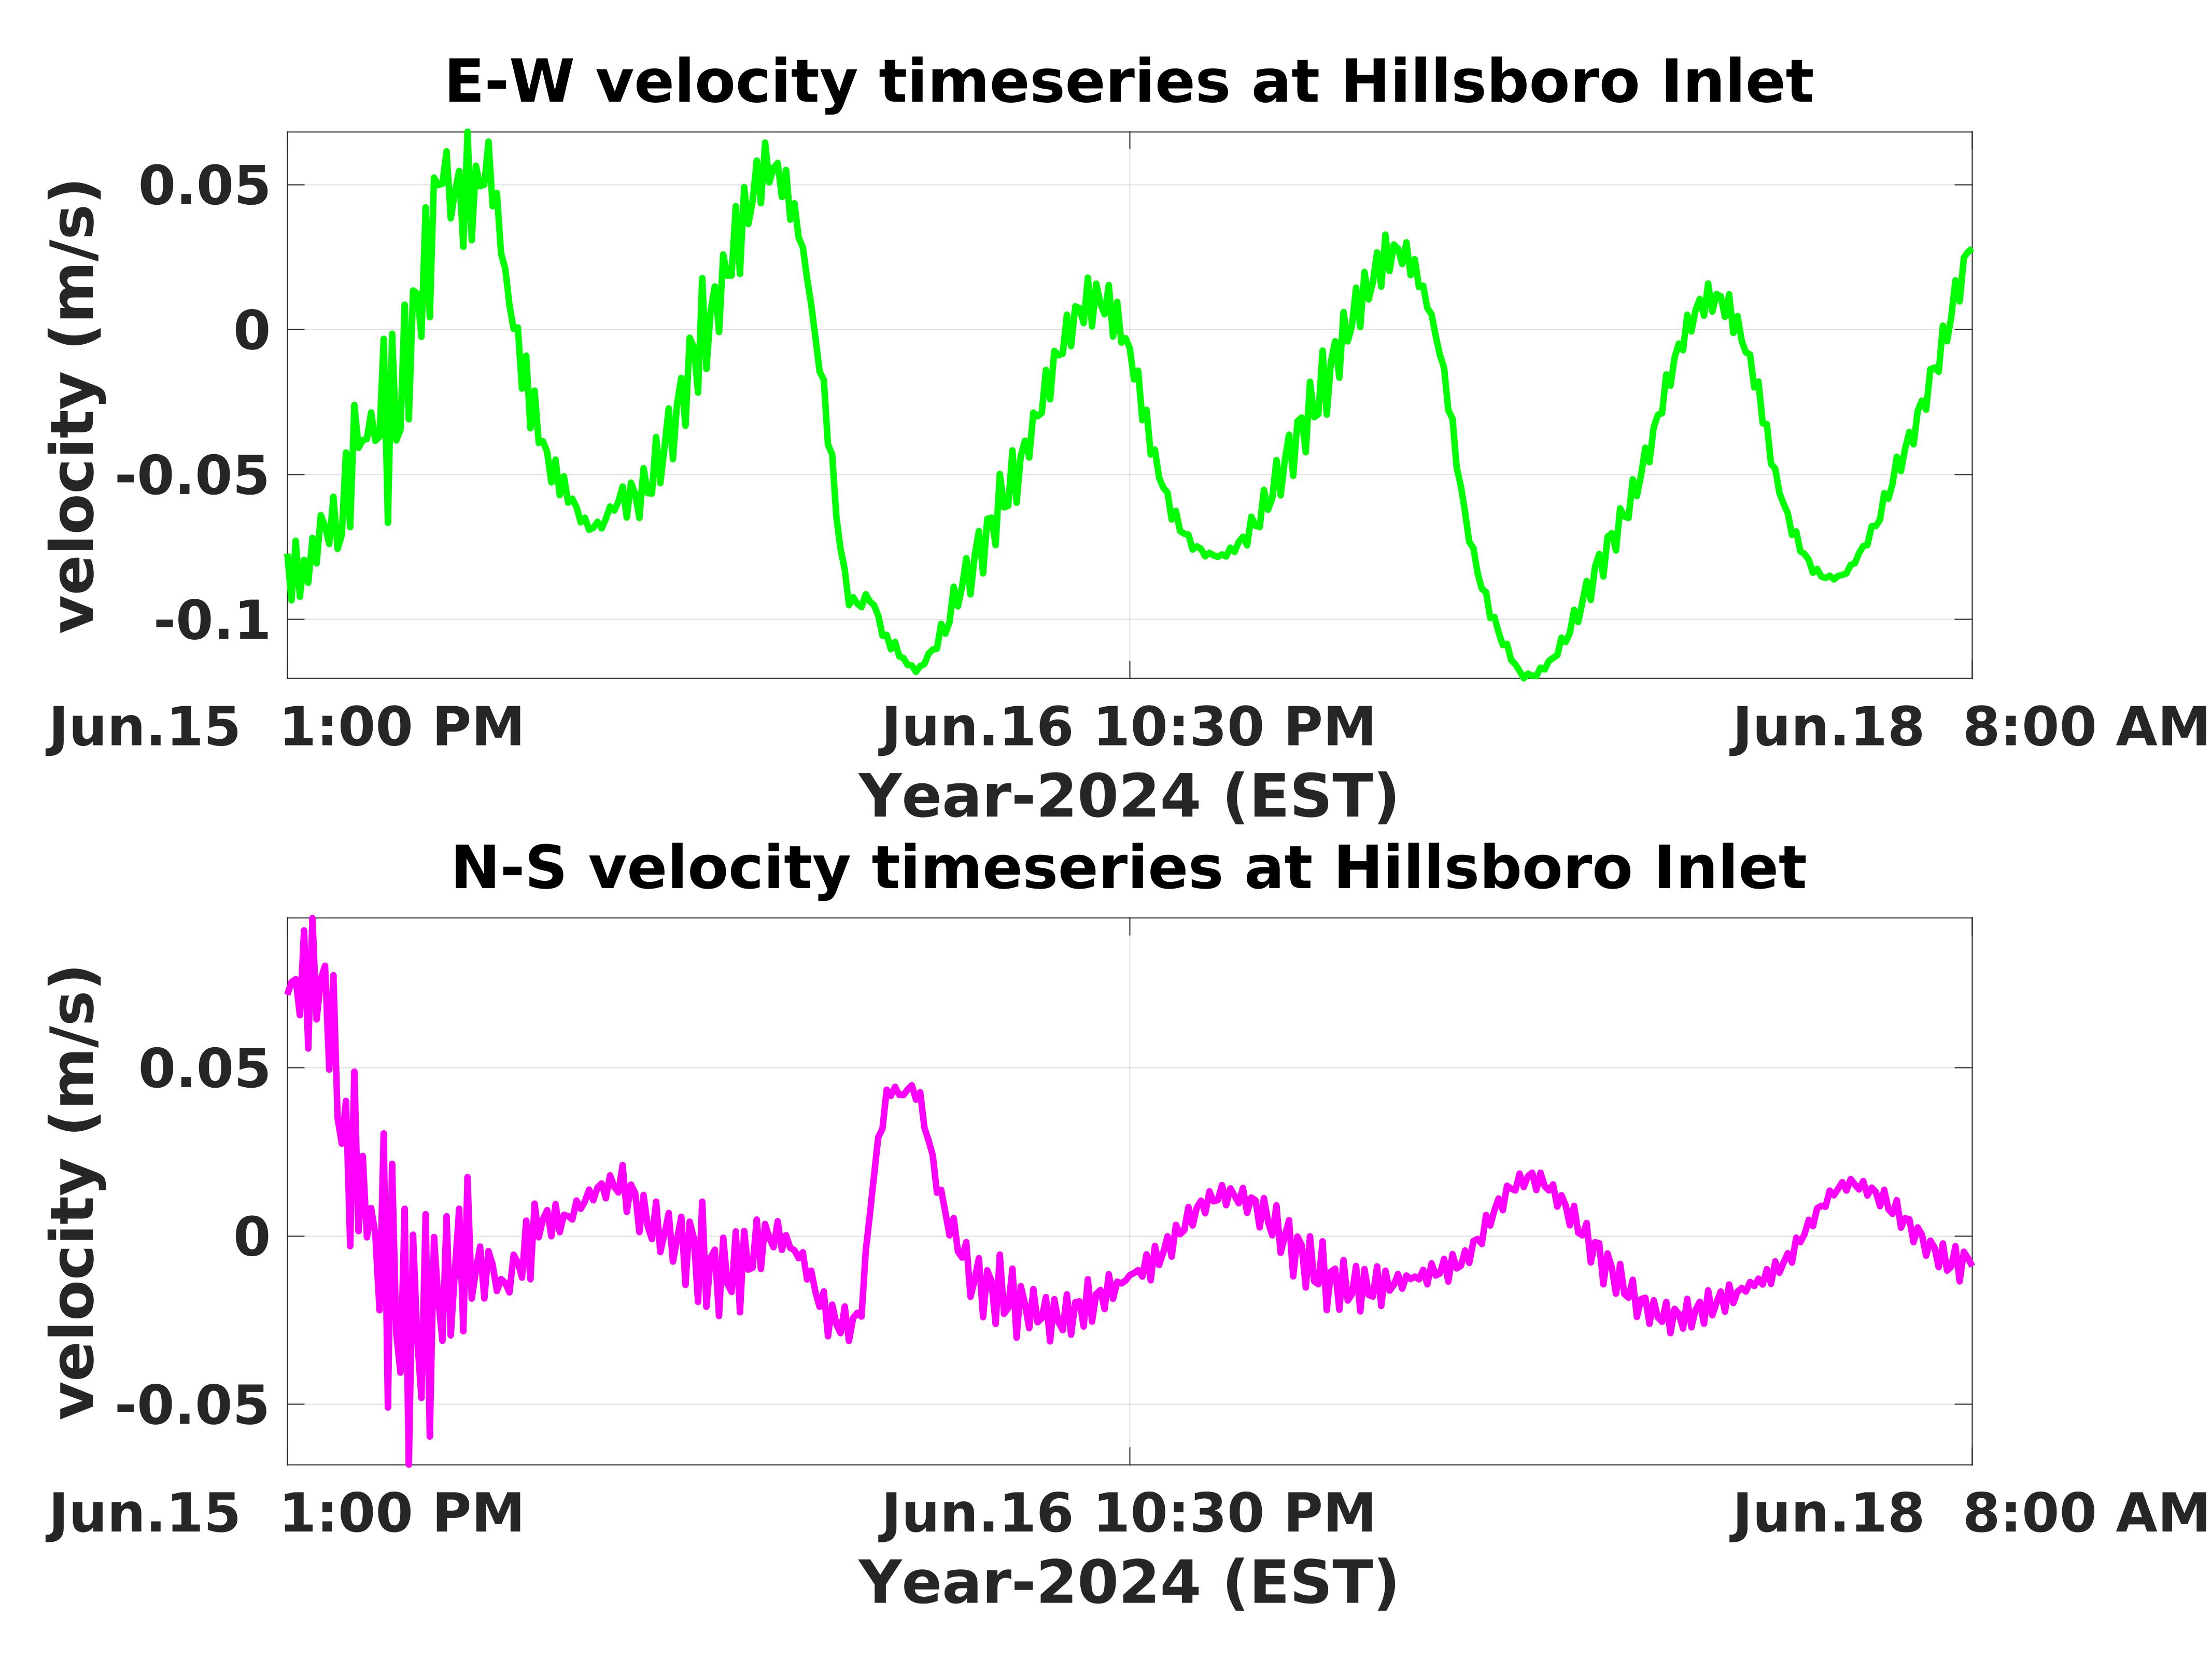 E-W velocity timeseries at Hillsboro Inlet
velocity (m/s)
0.05
0
-0.05
-0.1
Jun.15  1:00 PM Jun.16 10:30 PM Jun.18  8:00 AM
Year-2024 (EST)
N-S velocity timeseries at Hillsboro Inlet
velocity (m/s)
0.05
0
-0.05
Jun.15  1:00 PM Jun.16 10:30 PM Jun.18  8:00 AM
Year-2024 (EST)